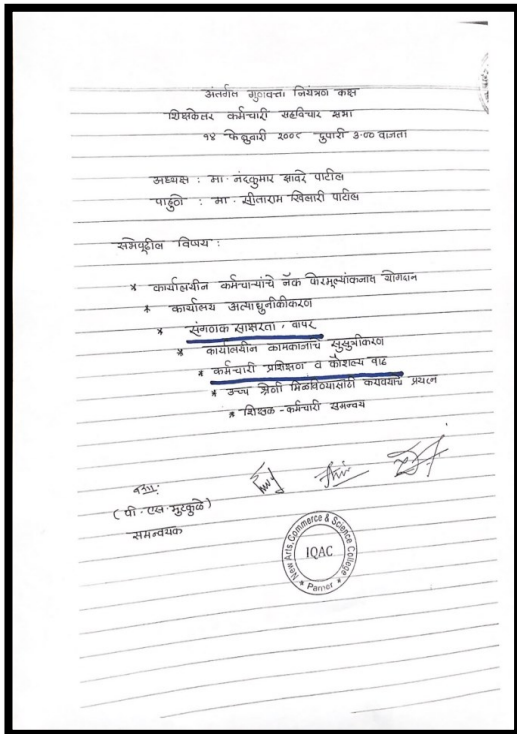 अंतर्गत गुणवत्ता नियंत्रण कक्ष
शिक्षकेतर कर्मचारी सहविचार सभा
१४ फेब्रुवारी २००८ दुपारी ३-०० वाजता
अध्यक्ष : मा. नंदकुमार झावरे पाटील
पाहुणे : मा. सीताराम खिलारी पाटील
सभेपुढील विषय :
* कार्यालयीन कर्मचाऱ्यांचे नॅक पोरमूल्यांकनात योगदान
* कार्यालय अत्याधुनीकीकरण
* संगणक साक्षरता, वापर
* कार्यालयीन कामकाजाचे सुसुत्रीकरण
* कर्मचारी प्रशिक्षण व कौशल्य वाढ
* उच्च श्रेणी मिळविण्यासाठी करावयाचे प्रयत्न
* शिक्षक - कर्मचारी समन्वय
( पी. एल. मुरकुळे )
समन्वयक
New Arts, Commerce & Science College
IQAC
* Parner *